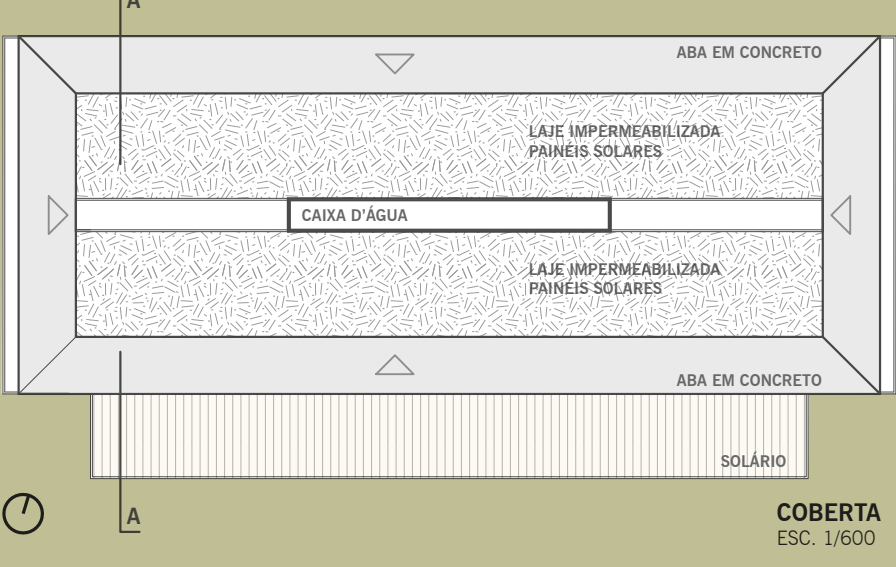 A
ABA EM CONCRETO
LAJE IMPERMEABILIZADA
PAINÉIS SOLARES
CAIXA D'ÁGUA
LAJE IMPERMEABILIZADA
PAINÉIS SOLARES
ABA EM CONCRETO
SOLÁRIO
A
COBERTA
ESC. 1/600